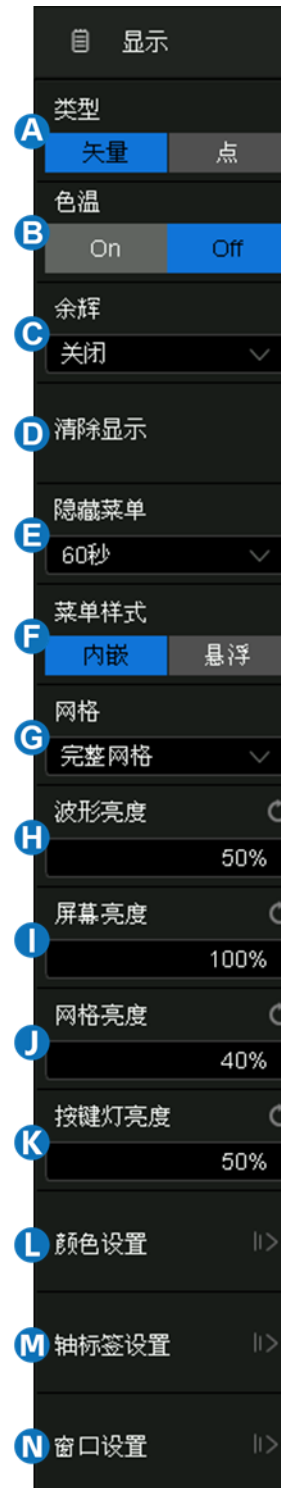 显示
类型
A
矢量 点
色温
B
On Off
余辉
C
关闭
D 清除显示
隐藏菜单
E
60秒
菜单样式
F
内嵌 悬浮
网格
G
完整网格
波形亮度
H
50%
屏幕亮度
I
100%
网格亮度
J
40%
按键灯亮度
K
50%
L 颜色设置
M 轴标签设置
N 窗口设置